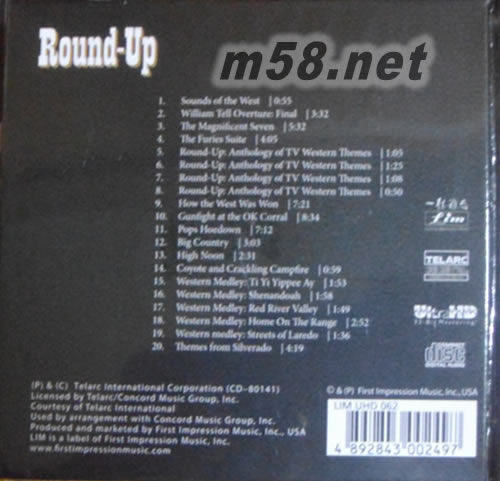 Round-Up
m58.net
1. Sounds of the West | 0:55
2. William Tell Overture: Final | 3:32
3. The Magnificent Seven | 5:32
4. The Furies Suite | 4:05
5. Round-Up: Anthology of TV Western Themes | 1:05
6. Round-Up: Anthology of TV Western Themes | 1:25
7. Round-Up: Anthology of TV Western Themes | 1:08
8. Round-Up: Anthology of TV Western Themes | 0:50
9. How the West Was Won | 7:21
10. Gunfight at the OK Corral | 8:34
11. Pops Hoedown | 7:12
12. Big Country | 3:03
13. High Noon | 2:31
14. Coyote and Crackling Campfire | 0:59
15. Western Medley: Ti Yi Yippee Ay | 1:53
16. Western Medley: Shenandoah | 1:58
17. Western Medley: Red River Valley | 1:49
18. Western Medley: Home On The Range | 2:52
19. Western medley: Streets of Laredo | 1:36
20. Themes from Silverado | 4:19
fim
TELARC
UltraHD
32-Bit Mastering!
disc
DIGITAL AUDIO
(P) & (C) Telarc International Corporation (CD-80141)
Licensed by Telarc/Concord Music Group, Inc.
Courtesy of Telarc International
Used by arrangement with Concord Music Group, Inc.
Produced and marketed by First Impression Music, Inc., USA
LIM is a label of First Impression Music, Inc.
www.firstimpressionmusic.com
© & (P) First Impression Music, Inc., USA
LIM UHD 062
4 892843 002497